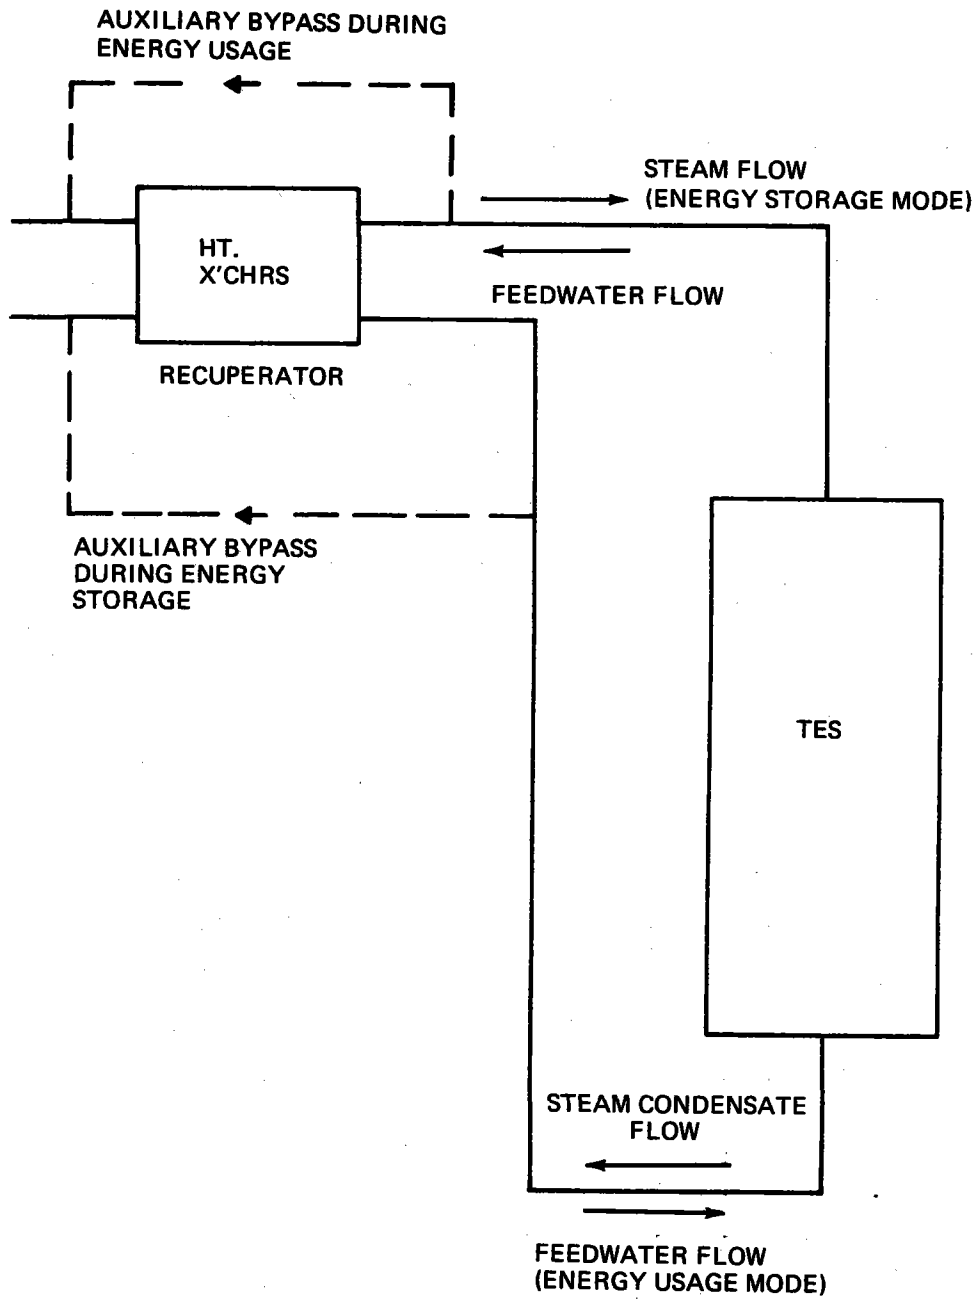 AUXILIARY BYPASS DURING
ENERGY USAGE
STEAM FLOW
(ENERGY STORAGE MODE)
HT.
X'CHRS
FEEDWATER FLOW
RECUPERATOR
AUXILIARY BYPASS
DURING ENERGY
STORAGE
TES
STEAM CONDENSATE
FLOW
FEEDWATER FLOW
(ENERGY USAGE MODE)